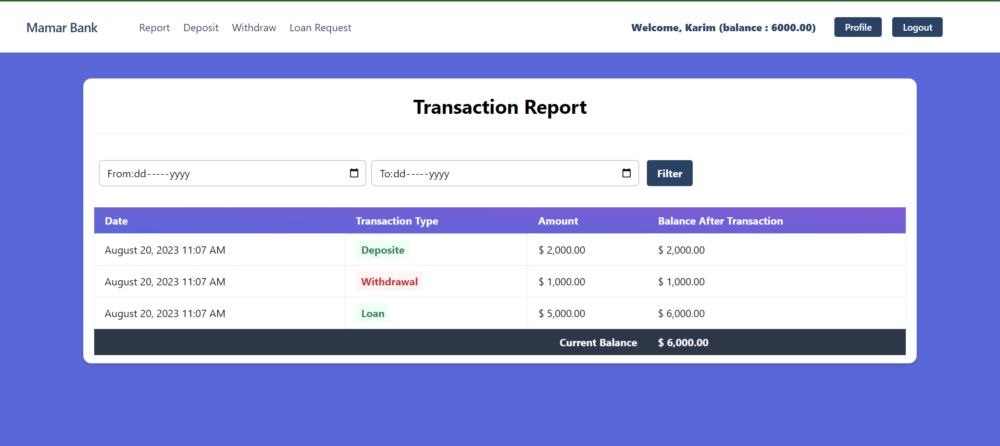 Mamar Bank Report Deposit Withdraw Loan Request Welcome, Karim (balance : 6000.00) Profile Logout
Transaction Report
From:dd-----yyyy To:dd-----yyyy Filter
Date Transaction Type Amount Balance After Transaction
August 20, 2023 11:07 AM Deposite $ 2,000.00 $ 2,000.00
August 20, 2023 11:07 AM Withdrawal $ 1,000.00 $ 1,000.00
August 20, 2023 11:07 AM Loan $ 5,000.00 $ 6,000.00
Current Balance $ 6,000.00